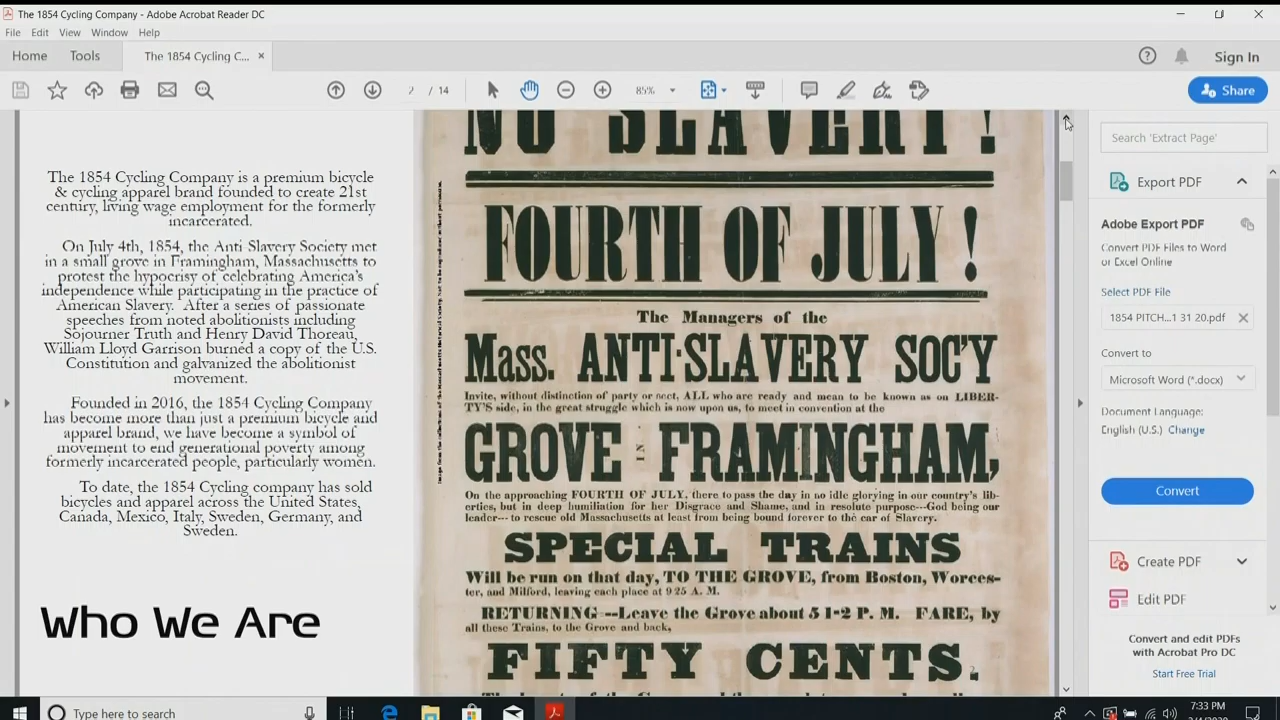 The 1854 Cycling Company - Adobe Acrobat Reader DC
File Edit View Window Help
Home Tools The 1854 Cycling C... × Sign In
2 / 14 85% Share
NO SLAVERY!
FOURTH OF JULY!
The Managers of the
Mass. ANTI-SLAVERY SOC'Y
Invite, without distinction of party or sect, ALL who are ready and mean to be known as on LIBER-
TY'S side, in the great struggle which is now upon us, to meet in convention at the
GROVE IN FRAMINGHAM,
On the approaching FOURTH OF JULY, there to pass the day in no idle glorying in our country's lib-
erties, but in deep humiliation for her Disgrace and Shame, and in resolute purpose---God being our
leader---to rescue old Massachusetts at least from being bound forever to the car of Slavery.
SPECIAL TRAINS
Will be run on that day, TO THE GROVE, from Boston, Worces-
ter, and Milford, leaving each place at 9 25 A. M.
RETURNING --Leave the Grove about 5 1-2 P. M. FARE, by
all these Trains, to the Grove and back,
FIFTY CENTS.
The 1854 Cycling Company is a premium bicycle
& cycling apparel brand founded to create 21st
century, living wage employment for the formerly
incarcerated.
On July 4th, 1854, the Anti Slavery Society met
in a small grove in Framingham, Massachusetts to
protest the hypocrisy of celebrating America's
independence while participating in the practice of
American Slavery. After a series of passionate
speeches from noted abolitionists including
Sojourner Truth and Henry David Thoreau,
William Lloyd Garrison burned a copy of the U.S.
Constitution and galvanized the abolitionist
movement.
Founded in 2016, the 1854 Cycling Company
has become more than just a premium bicycle and
apparel brand, we have become a symbol of
movement to end generational poverty among
formerly incarcerated people, particularly women.
To date, the 1854 Cycling company has sold
bicycles and apparel across the United States,
Canada, Mexico, Italy, Sweden, Germany, and
Sweden.
Who We Are
Search 'Extract Page'
Export PDF
Adobe Export PDF
Convert PDF Files to Word
or Excel Online
Select PDF File
1854 PITCH...1 31 20.pdf
Convert to
Microsoft Word (*.docx)
Document Language:
English (U.S.) Change
Convert
Create PDF
Edit PDF
Convert and edit PDFs
with Acrobat Pro DC
Start Free Trial
Type here to search
7:33 PM